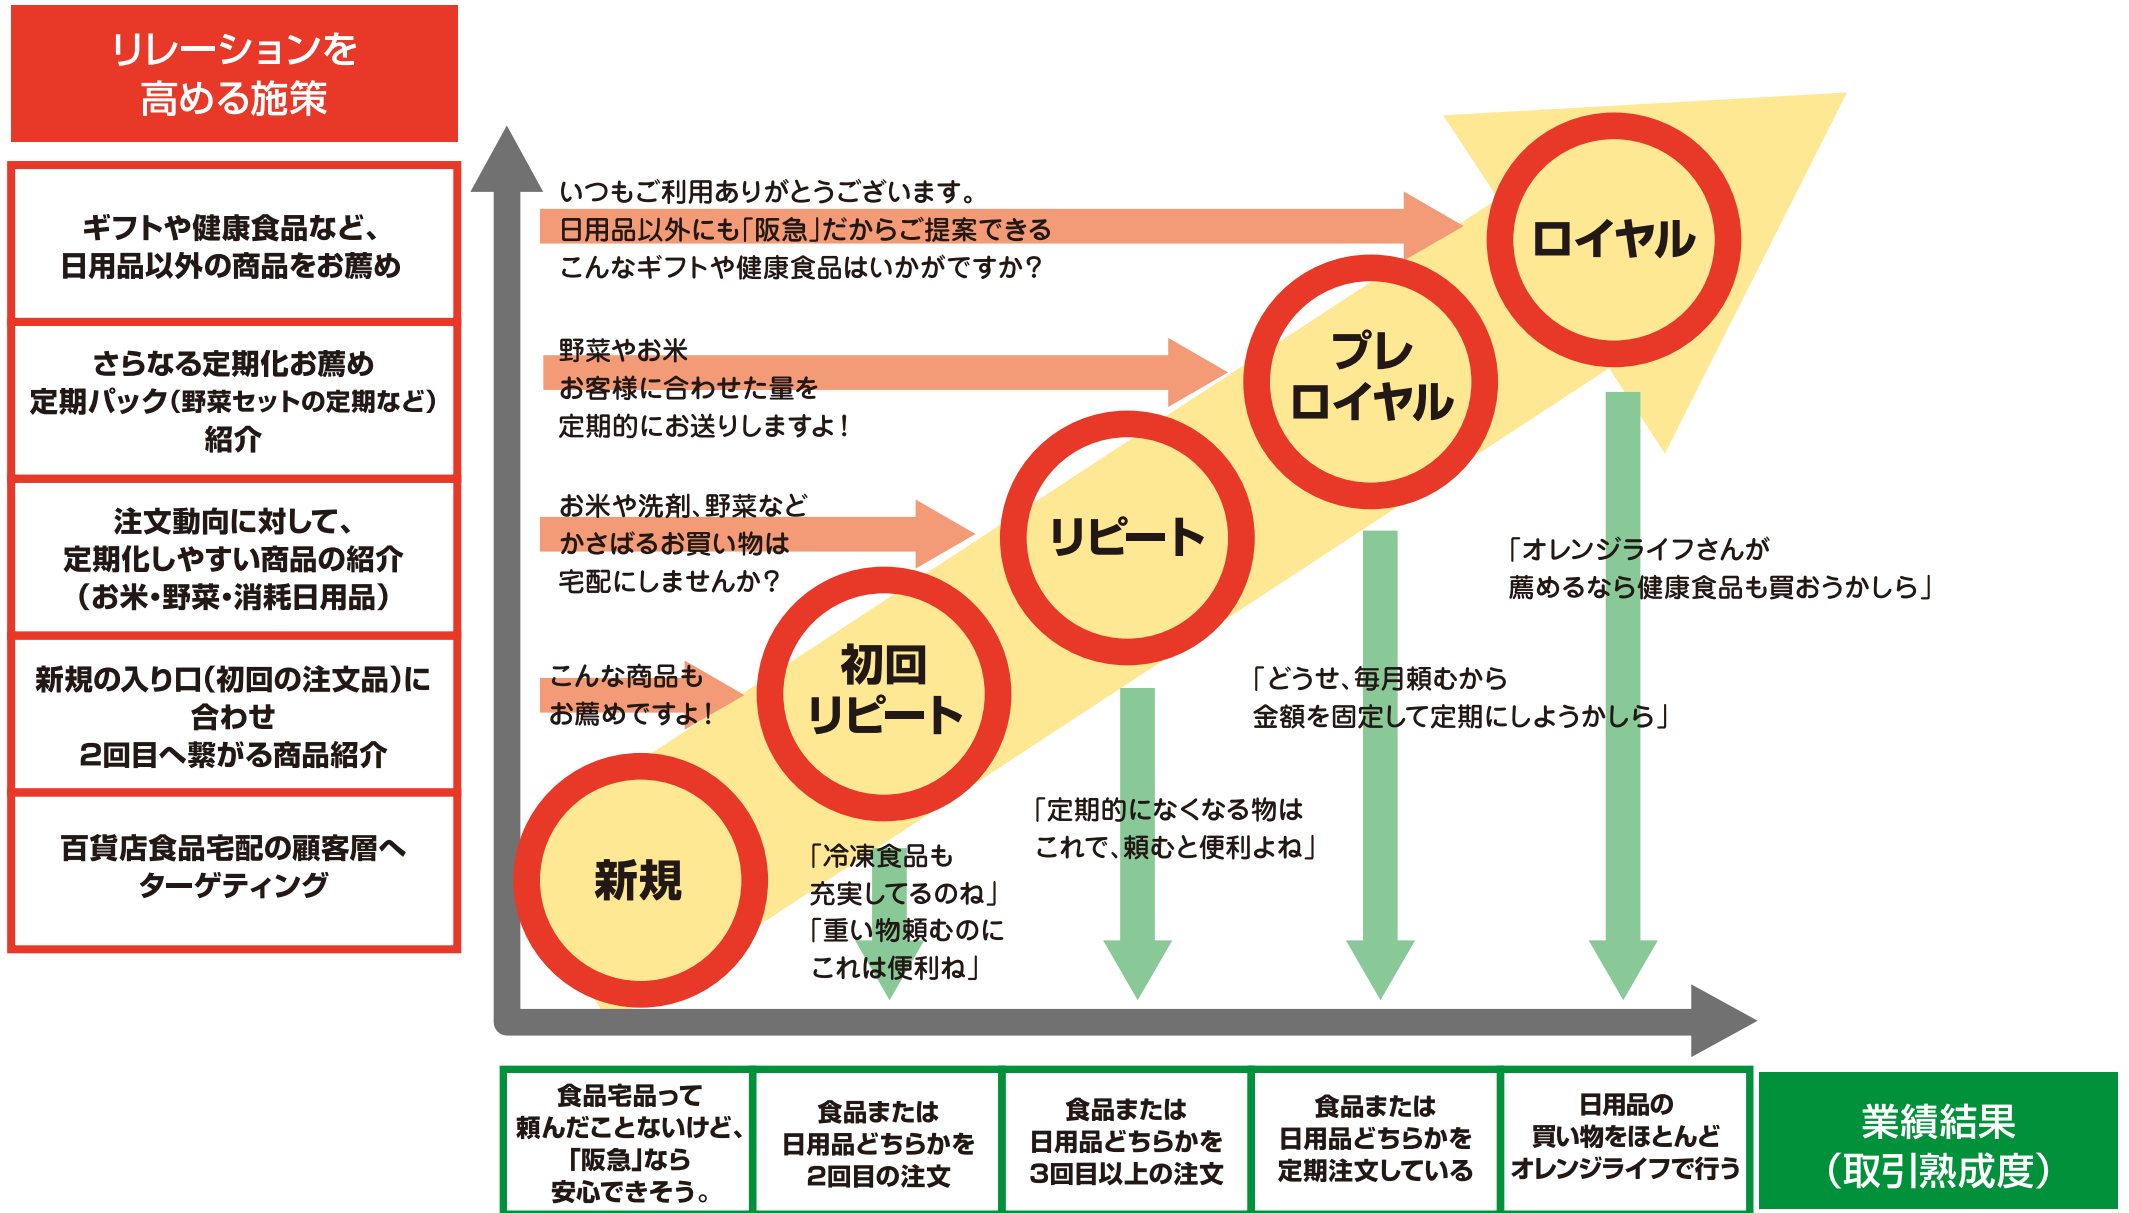 リレーションを
高める施策
ギフトや健康食品など、
日用品以外の商品をお薦め
さらなる定期化お薦め
定期パック（野菜セットの定期など）
紹介
注文動向に対して、
定期化しやすい商品の紹介
（お米・野菜・消耗日用品）
新規の入り口（初回の注文品）に
合わせ
2回目へ繋がる商品紹介
百貨店食品宅配の顧客層へ
ターゲティング
いつもご利用ありがとうございます。
日用品以外にも「阪急」だからご提案できる
こんなギフトや健康食品はいかがですか？
野菜やお米
お客様に合わせた量を
定期的にお送りしますよ！
お米や洗剤、野菜など
かさばるお買い物は
宅配にしませんか？
こんな商品も
お薦めですよ！
ロイヤル
プレ
ロイヤル
リピート
初回
リピート
新規
「オレンジライフさんが
薦めるなら健康食品も買おうかしら」
「どうせ、毎月頼むから
金額を固定して定期にしようかしら」
「定期的になくなる物は
これで、頼むと便利よね」
「冷凍食品も
充実してるのね」
「重い物頼むのに
これは便利ね」
食品宅品って
頼んだことないけど、
「阪急」なら
安心できそう。
食品または
日用品どちらかを
2回目の注文
食品または
日用品どちらかを
3回目以上の注文
食品または
日用品どちらかを
定期注文している
日用品の
買い物をほとんど
オレンジライフで行う
業績結果
（取引熟成度）